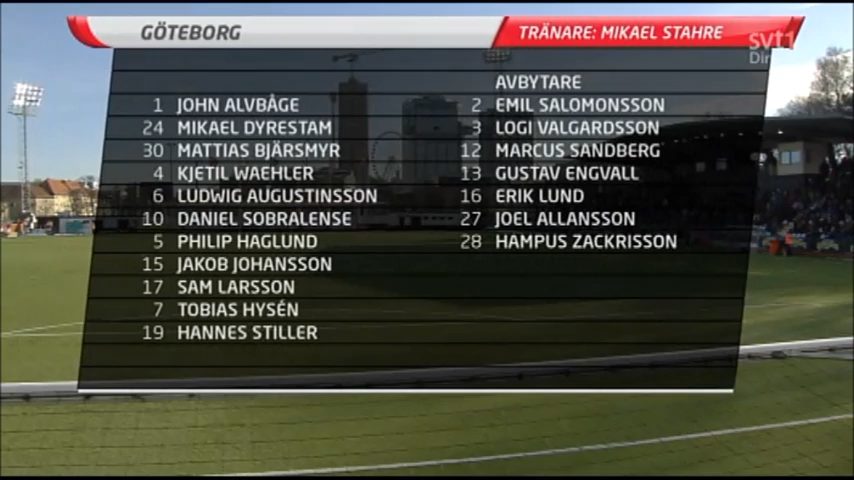 GÖTEBORG
TRÄNARE: MIKAEL STAHRE
svt1
Dir
1 JOHN ALVBÅGE
24 MIKAEL DYRESTAM
30 MATTIAS BJÄRSMYR
4 KJETIL WAEHLER
6 LUDWIG AUGUSTINSSON
10 DANIEL SOBRALENSE
5 PHILIP HAGLUND
15 JAKOB JOHANSSON
17 SAM LARSSON
7 TOBIAS HYSÉN
19 HANNES STILLER
AVBYTARE
2 EMIL SALOMONSSON
3 LOGI VALGARDSSON
12 MARCUS SANDBERG
13 GUSTAV ENGVALL
16 ERIK LUND
27 JOEL ALLANSSON
28 HAMPUS ZACKRISSON